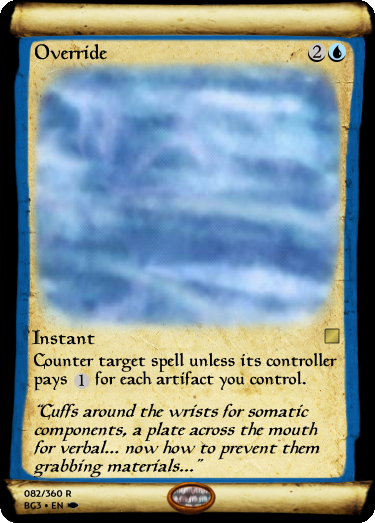 Override 2
Instant
Counter target spell unless its controller
pays 1 for each artifact you control.
"Cuffs around the wrists for somatic
components, a plate across the mouth
for verbal... now how to prevent them
grabbing materials..."
082/360 R
BG3 • EN